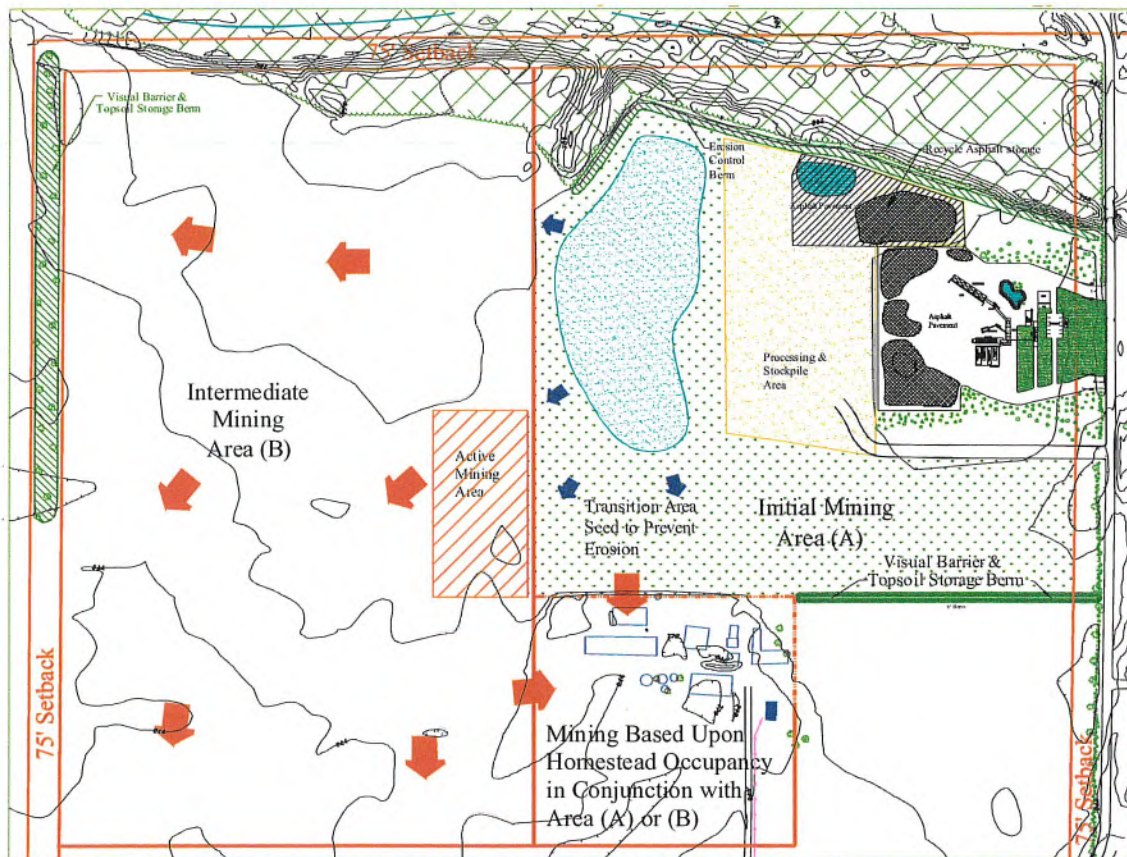 75' Setback
Visual Barrier &
Topsoil Storage Berm
Erosion
Control
Berm
Recycle Asphalt storage
Asphalt
Pavement
Processing &
Stockpile
Area
Intermediate
Mining
Area (B)
Active
Mining
Area
Transition Area
Seed to Prevent
Erosion
Initial Mining
Area (A)
Visual Barrier &
Topsoil Storage Berm
75' Setback
Mining Based Upon
Homestead Occupancy
in Conjunction with
Area (A) or (B)
75' Setback